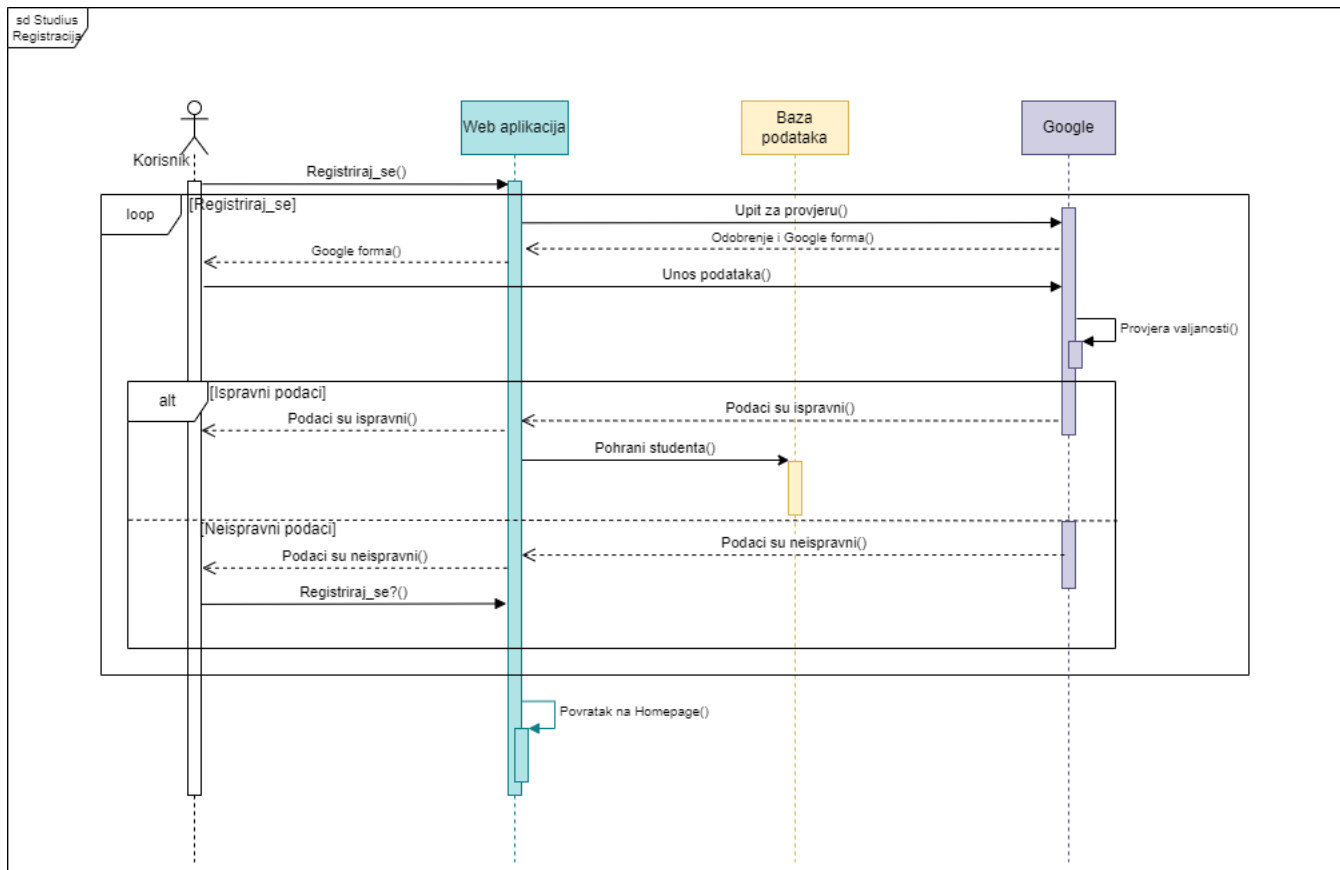 sd Studius
Registracija
Korisnik
Web aplikacija
Baza
podataka
Google
Registriraj_se()
loop
[Registriraj_se]
Upit za provjeru()
Odobrenje i Google forma()
Google forma()
Unos podataka()
Provjera valjanosti()
alt
[Ispravni podaci]
Podaci su ispravni()
Podaci su ispravni()
Pohrani studenta()
[Neispravni podaci]
Podaci su neispravni()
Podaci su neispravni()
Registriraj_se?()
Povratak na Homepage()